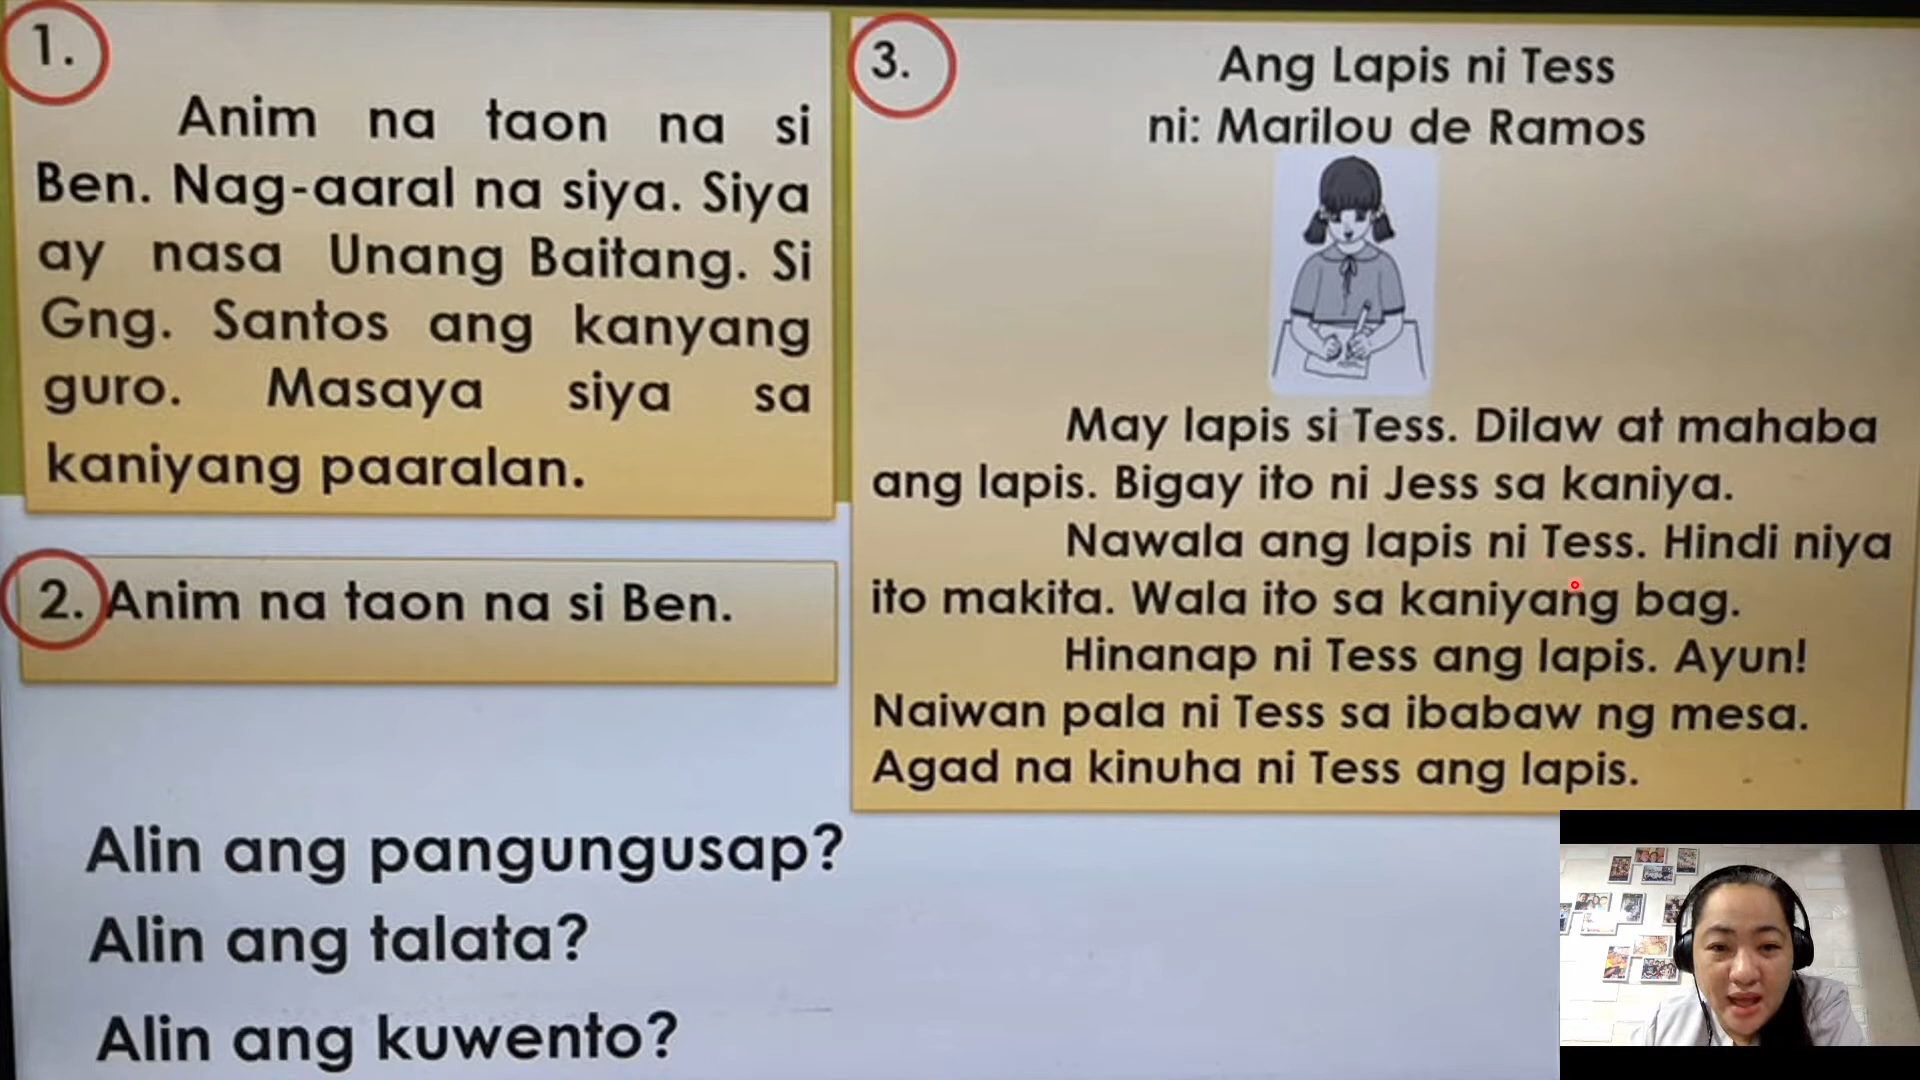 1.
Anim na taon na si
Ben. Nag-aaral na siya. Siya
ay nasa Unang Baitang. Si
Gng. Santos ang kanyang
guro. Masaya siya sa
kaniyang paaralan.
2. Anim na taon na si Ben.
3.
Ang Lapis ni Tess
ni: Marilou de Ramos
May lapis si Tess. Dilaw at mahaba
ang lapis. Bigay ito ni Jess sa kaniya.
Nawala ang lapis ni Tess. Hindi niya
ito makita. Wala ito sa kaniyang bag.
Hinanap ni Tess ang lapis. Ayun!
Naiwan pala ni Tess sa ibabaw ng mesa.
Agad na kinuha ni Tess ang lapis.
Alin ang pangungusap?
Alin ang talata?
Alin ang kuwento?